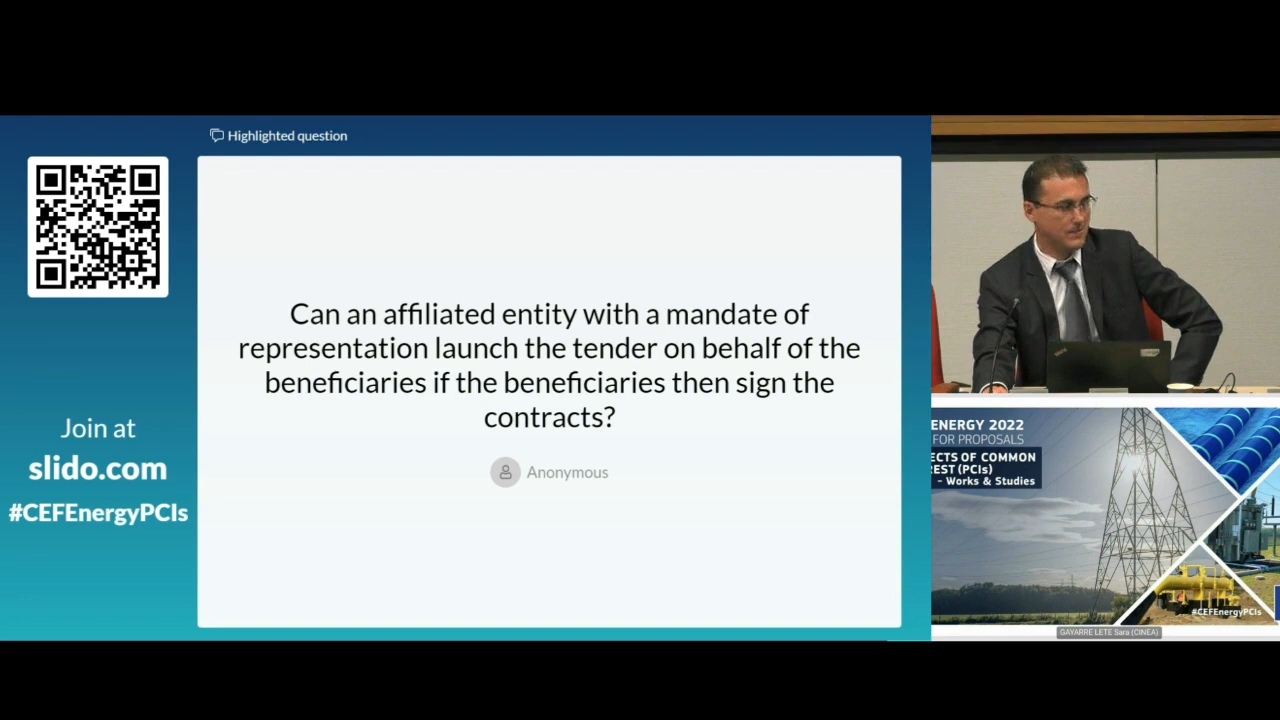 Highlighted question
Can an affiliated entity with a mandate of
representation launch the tender on behalf of the
beneficiaries if the beneficiaries then sign the
contracts?
Anonymous
Join at
slido.com
#CEFEnergyPCIs
ENERGY 2022
FOR PROPOSALS
ECTS OF COMMON
REST (PCIs)
- Works & Studies
#CEFEnergyPCIs
GAYARRE LETE Sara (CINEA)